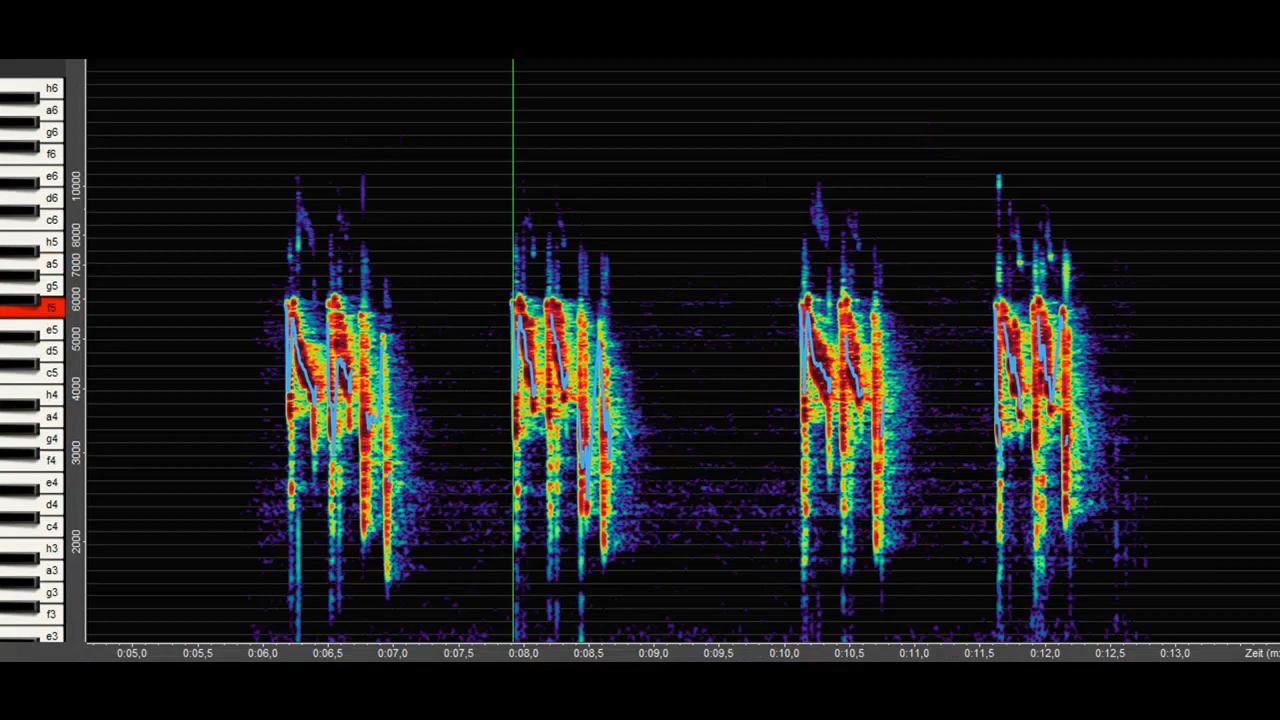 h6
a6
g6
f6
e6
d6
c6
h5
a5
g5
f5
e5
d5
c5
h4
a4
g4
f4
e4
d4
c4
h3
a3
g3
f3
e3
10000
8000
7000
6000
5000
4000
3000
2000
0:05,0 0:05,5 0:06,0 0:06,5 0:07,0 0:07,5 0:08,0 0:08,5 0:09,0 0:09,5 0:10,0 0:10,5 0:11,0 0:11,5 0:12,0 0:12,5 0:13,0 Zeit (m: